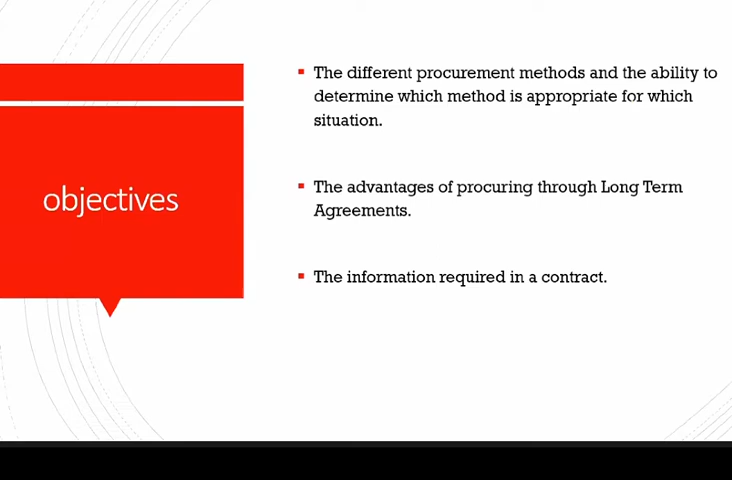 objectives
The different procurement methods and the ability to
determine which method is appropriate for which
situation.
The advantages of procuring through Long Term
Agreements.
The information required in a contract.